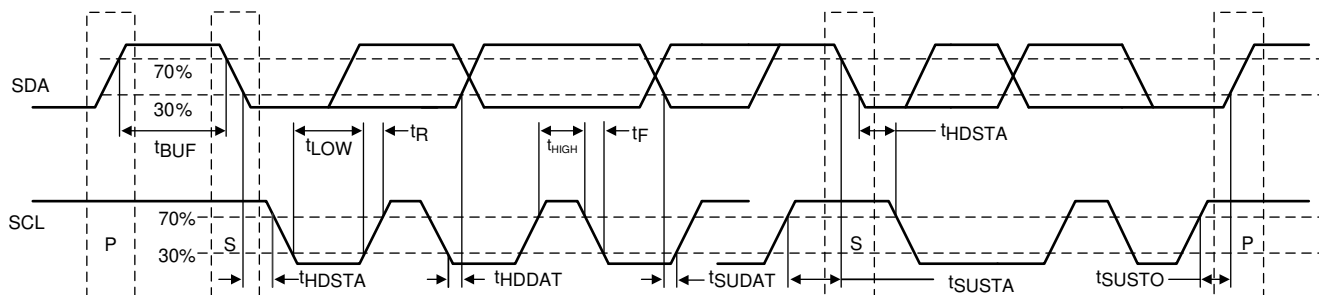 SDA
70%
30%
tBUF
tLOW
tR
tHIGH
tF
tHDSTA
SCL
70%
30%
P
S
S
P
tHDSTA
tHDDAT
tSUDAT
tSUSTA
tSUSTO